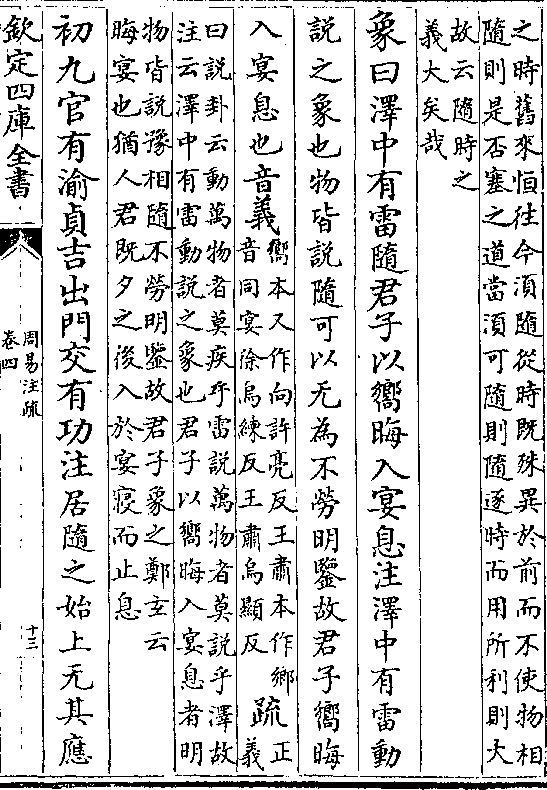 之時舊來恒往今湏隨從時既殊異於前而不使物相
隨則是否塞之道當湏可隨則隨逐時而用所利則大
故云隨時之
義大矣哉
象曰澤中有雷隨君子以嚮晦入宴息注澤中有雷動
說之象也物皆說隨可以无為不勞明鑒故君子嚮晦
入宴息也音義
嚮本又作向許亮反王肅本作鄉
音同宴徐烏練反王肅烏顯反
疏
正
義
曰說卦云動萬物者莫疾乎雷說萬物者莫說乎澤故
注云澤中有雷動說之象也君子以嚮晦入宴息者明
物皆說豫相隨不勞明鑒故君子象之鄭玄云
晦宴也猶人君既夕之後入於宴寢而止息
初九官有渝貞吉出門交有功注居隨之始上无其應
欽定四庫全書
周易注疏
卷四
十三